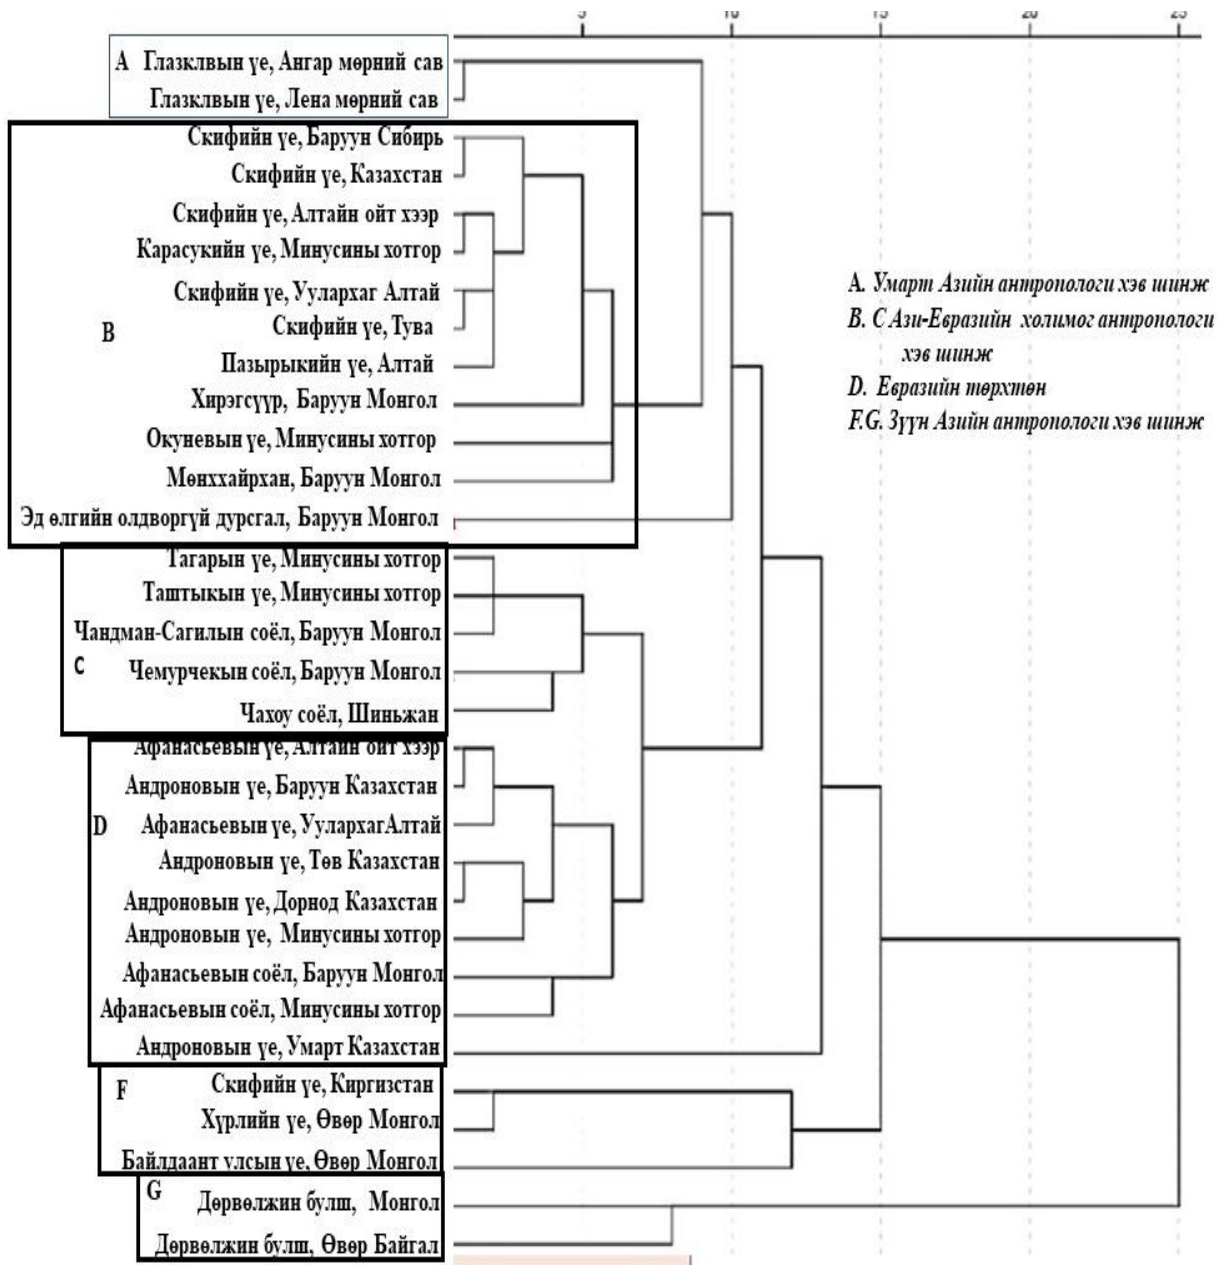 5 10 15 20 25
A Глазклвын үе, Ангар мөрний сав
Глазклвын үе, Лена мөрний сав
Скифийн үе, Баруун Сибирь
Скифийн үе, Казахстан
Скифийн үе, Алтайн ойт хээр
Карасукийн үе, Минусины хотгор
Скифийн үе, Уулархаг Алтай
Скифийн үе, Тува
B
Пазырыкийн үе, Алтай
Хирэгсүүр, Баруун Монгол
Окуневын үе, Минусины хотгор
Мөнххайрхан, Баруун Монгол
Эд өлгийн олдворгүй дурсгал, Баруун Монгол
Тагарын үе, Минусины хотгор
Таштыкын үе, Минусины хотгор
Чандман-Сагилын соёл, Баруун Монгол
C Чемурчекын соёл, Баруун Монгол
Чахоу соёл, Шиньжан
Афанасьевын үе, Алтайн ойт хээр
Андроновын үе, Баруун Казахстан
D Афанасьевын үе, УулархагАлтай
Андроновын үе, Төв Казахстан
Андроновын үе, Дорнод Казахстан
Андроновын үе, Минусины хотгор
Афанасьевын соёл, Баруун Монгол
Афанасьевын соёл, Минусины хотгор
Андроновын үе, Умарт Казахстан
F Скифийн үе, Киргизстан
Хүрлийн үе, Өвөр Монгол
Байлдаант улсын үе, Өвөр Монгол
G Дөрвөлжин булш, Монгол
Дөрвөлжин булш, Өвөр Байгал
A. Умарт Азийн антропологи хэв шинж
B. C Ази-Евразийн холимог антропологи
хэв шинж
D. Евразийн төрхтөн
F.G. Зүүн Азийн антропологи хэв шинж